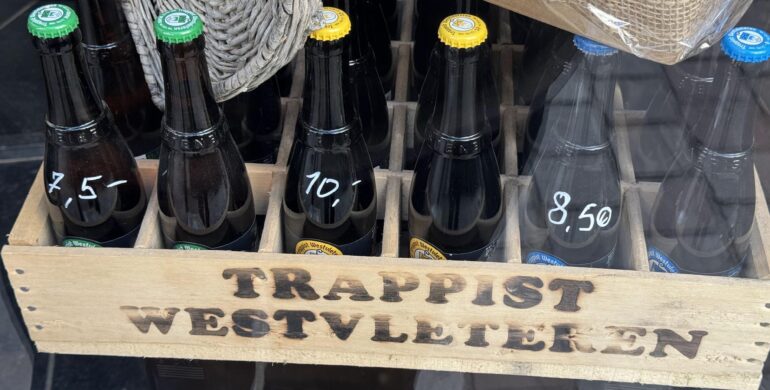 7,5-
10,-
8,50
TRAPPIST
WESTVLETEREN